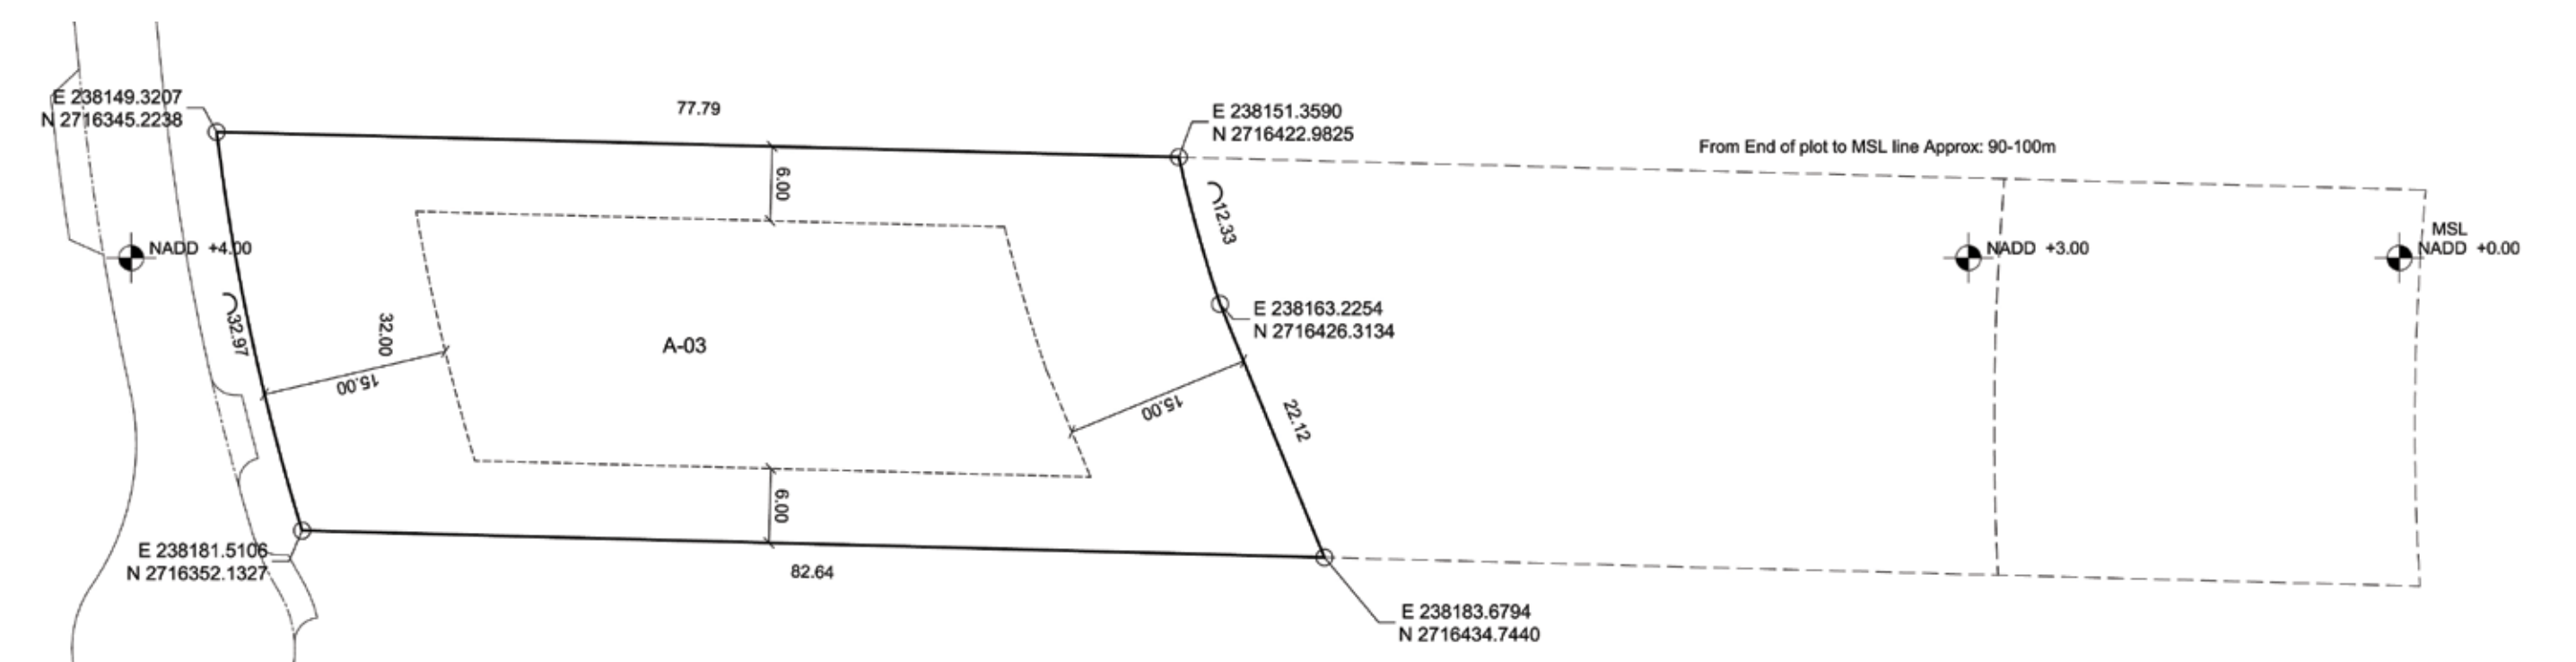 E 238149.3207
N 2716345.2238
77.79
E 238151.3590
N 2716422.9825
From End of plot to MSL line Approx: 90-100m
6.00
12.33
NADD +4.00
MSL
NADD +3.00
NADD +0.00
32.97
32.00
15.00
A-03
E 238163.2254
N 2716426.3134
15.00
22.12
6.00
E 238181.5106
N 2716352.1327
82.64
E 238183.6794
N 2716434.7440